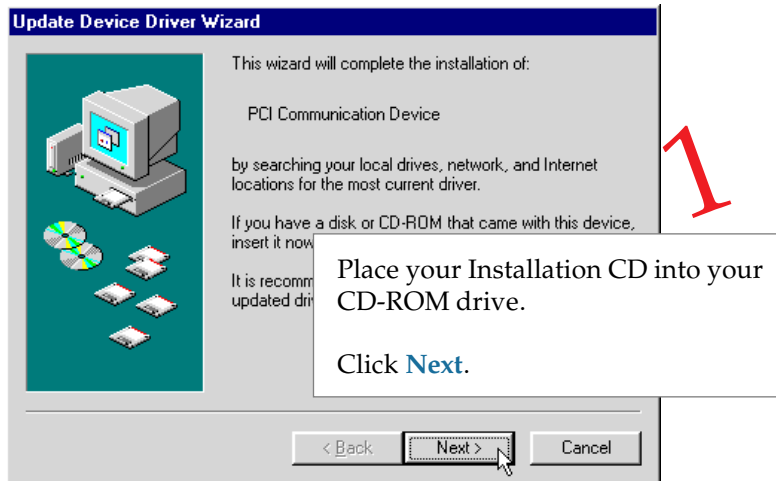 Update Device Driver Wizard
This wizard will complete the installation of:
PCI Communication Device
by searching your local drives, network, and Internet
locations for the most current driver.
If you have a disk or CD-ROM that came with this device,
insert it now
It is
updated
1
Place your Installation CD into your
CD-ROM drive.
Click Next.
< Back
Next >
Cancel